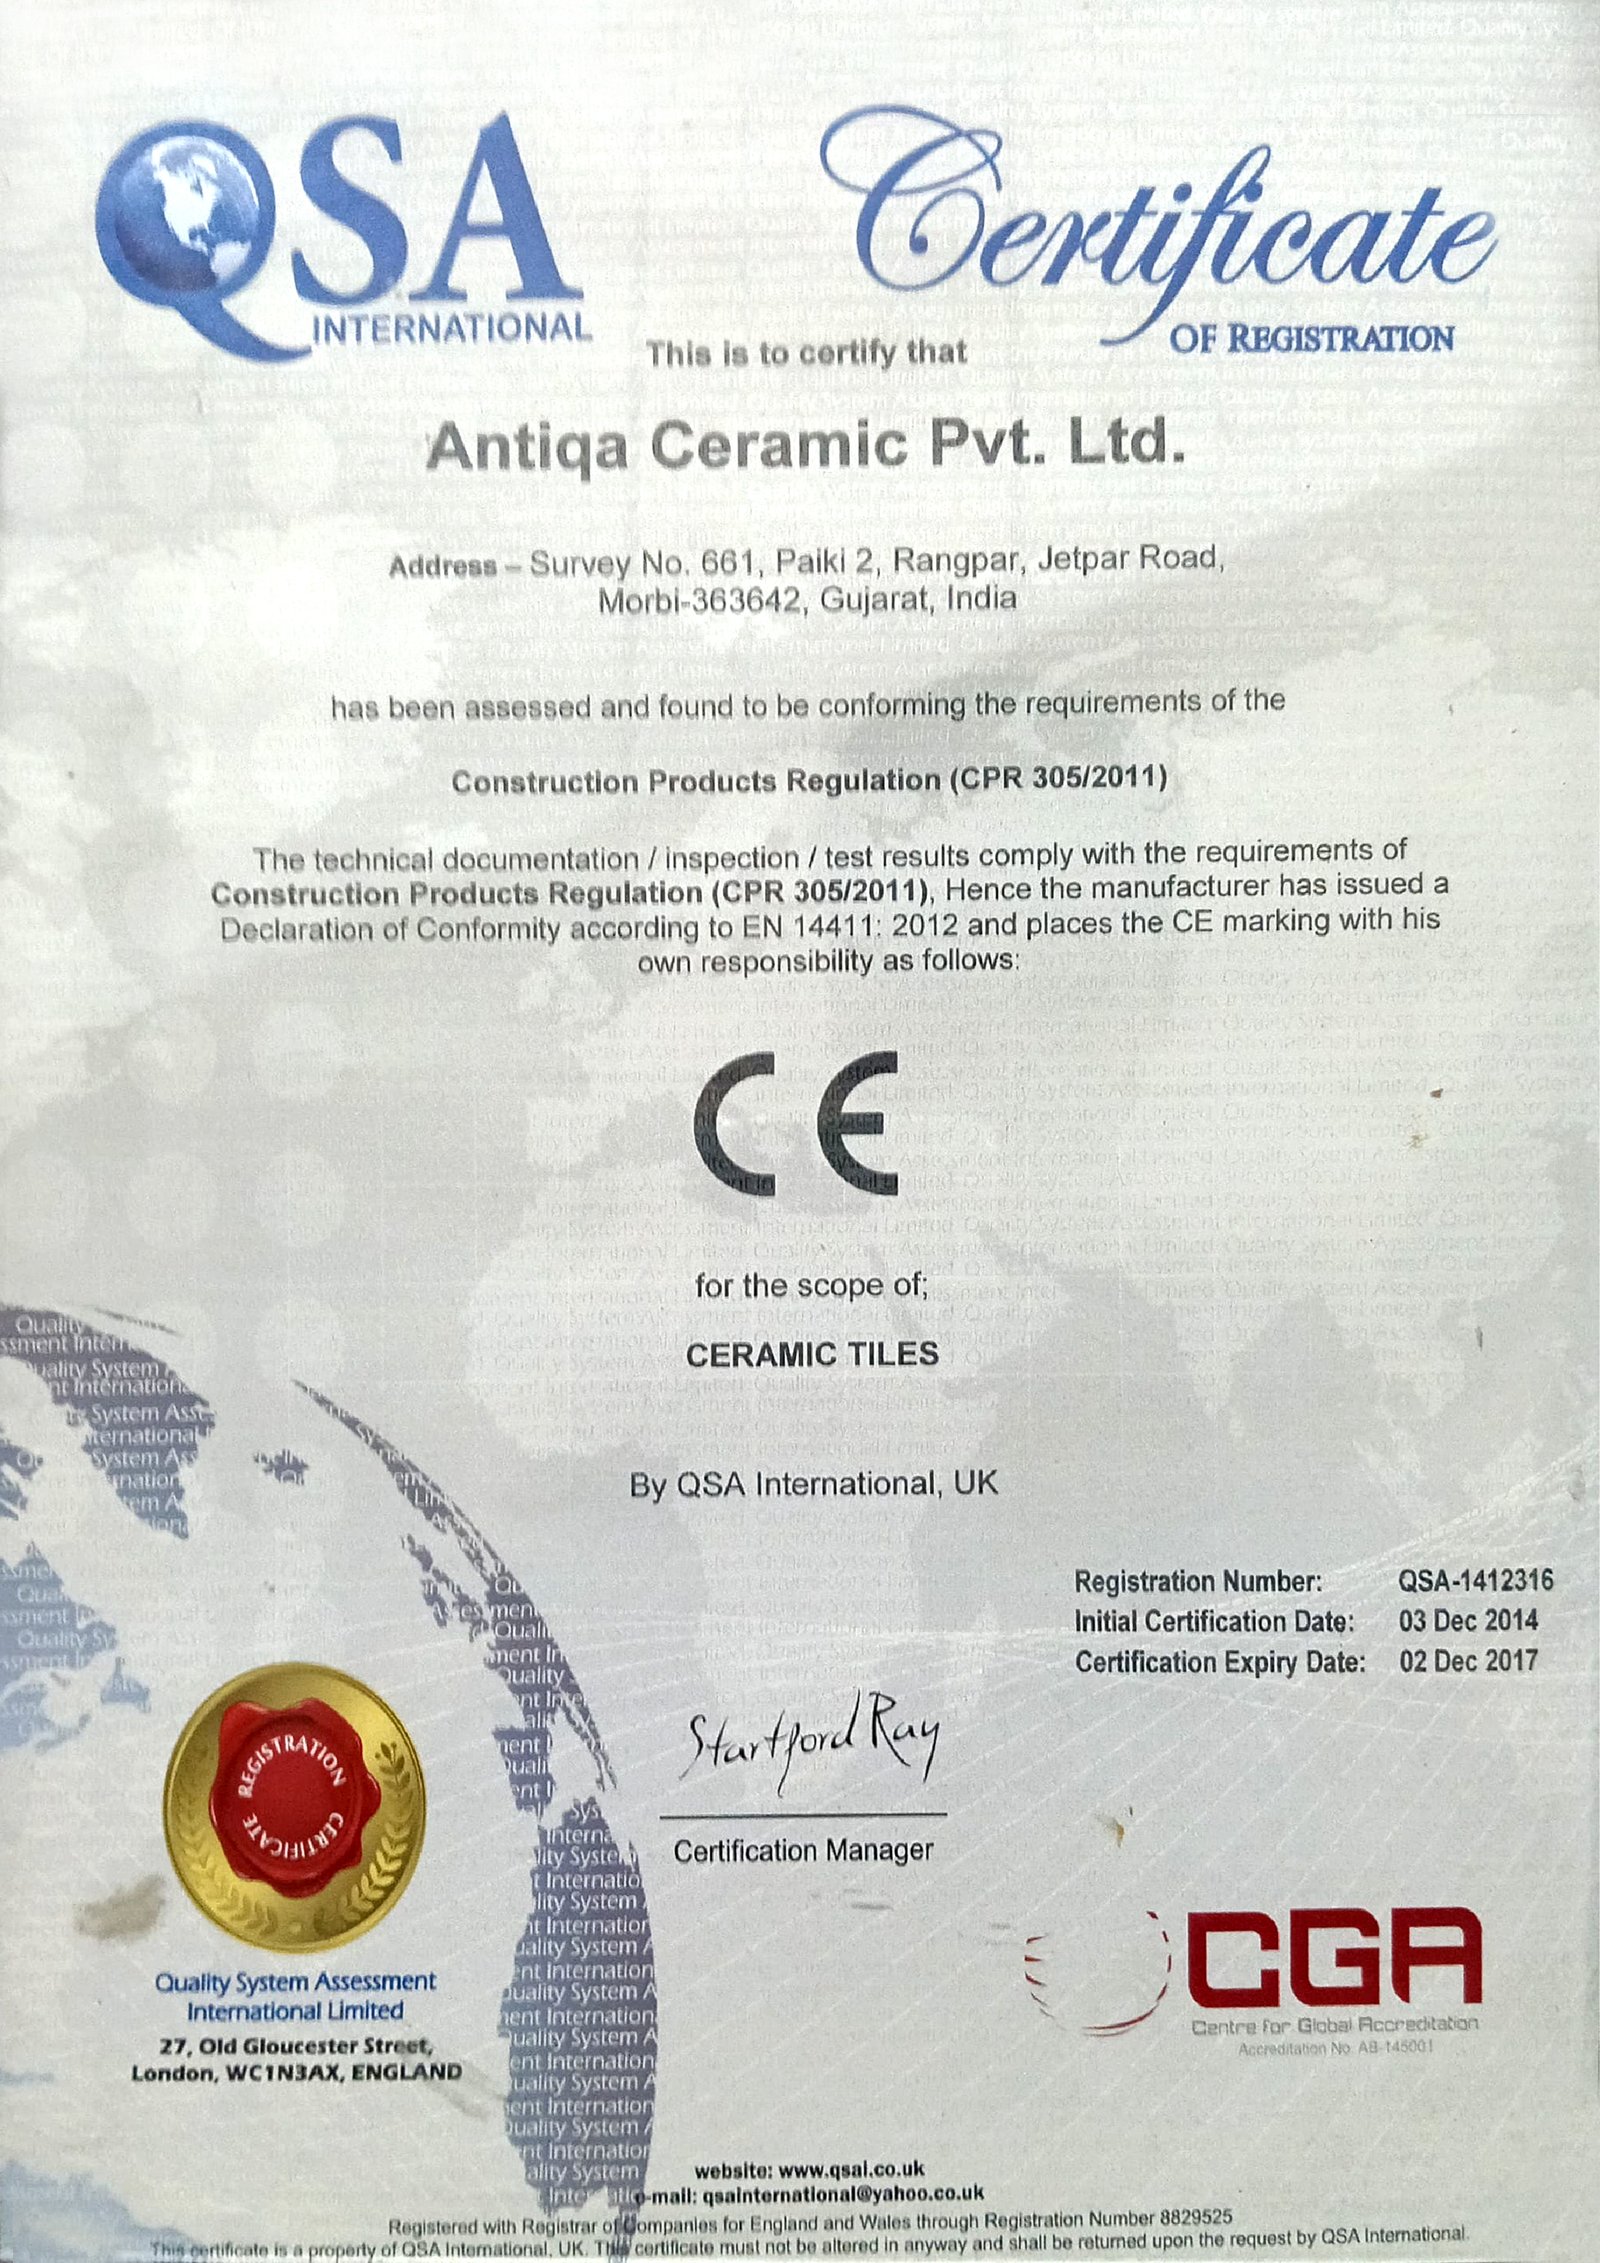 QSA
INTERNATIONAL
Certificate
OF REGISTRATION
This is to certify that
Antiqa Ceramic Pvt. Ltd.
Address – Survey No. 661, Paiki 2, Rangpar, Jetpar Road,
Morbi-363642, Gujarat, India
has been assessed and found to be conforming the requirements of the
Construction Products Regulation (CPR 305/2011)
The technical documentation / inspection / test results comply with the requirements of
Construction Products Regulation (CPR 305/2011), Hence the manufacturer has issued a
Declaration of Conformity according to EN 14411: 2012 and places the CE marking with his
own responsibility as follows:
CE
for the scope of;
CERAMIC TILES
By QSA International, UK
Registration Number: QSA-1412316
Initial Certification Date: 03 Dec 2014
Certification Expiry Date: 02 Dec 2017
Startford Ray
Certification Manager
REGISTRATION
CERTIFICATE
Quality System Assessment
International Limited
27, Old Gloucester Street,
London, WC1N3AX, ENGLAND
CGA
Centre for Global Accreditation
Accreditation No. AB-145001
website: www.qsai.co.uk
e-mail: qsainternational@yahoo.co.uk
Registered with Registrar of Companies for England and Wales through Registration Number 8829525
This certificate is a property of QSA International, UK. This certificate must not be altered in anyway and shall be returned upon the request by QSA International.